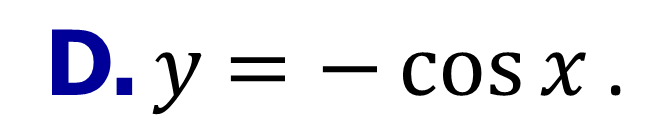 D. y = − cos x .